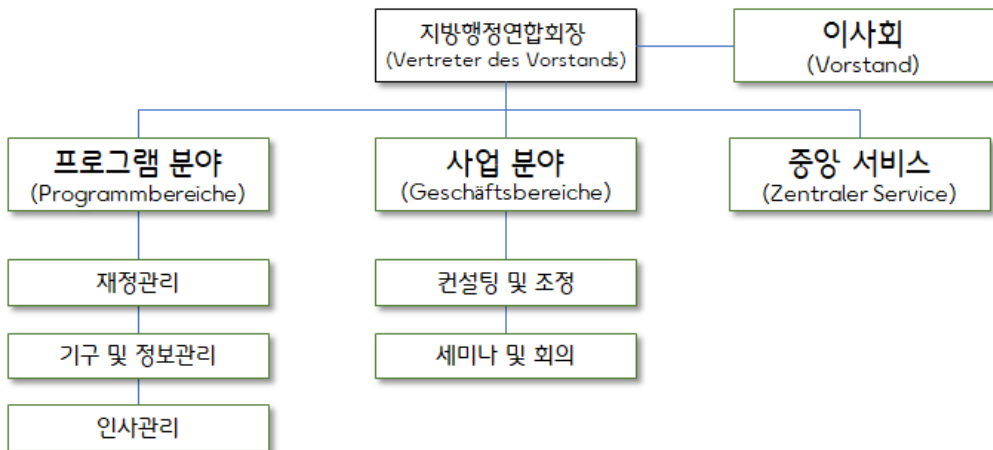 지방행정연합회장
(Vertreter des Vorstands)
이사회
(Vorstand)
프로그램 분야
(Programmbereiche)
사업 분야
(Geschäftsbereiche)
중앙 서비스
(Zentraler Service)
재정관리
컨설팅 및 조정
기구 및 정보관리
세미나 및 회의
인사관리